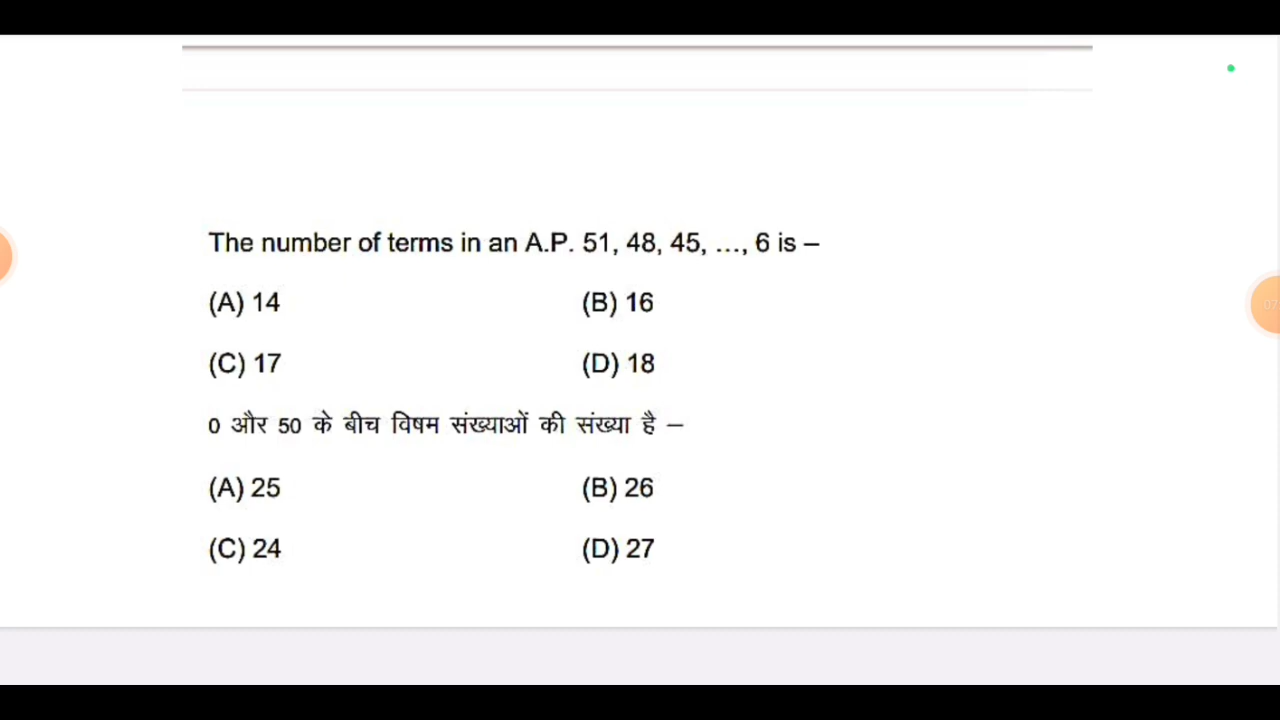 The number of terms in an A.P. 51, 48, 45, ..., 6 is –
(A) 14 (B) 16
(C) 17 (D) 18
0 और 50 के बीच विषम संख्याओं की संख्या है –
(A) 25 (B) 26
(C) 24 (D) 27